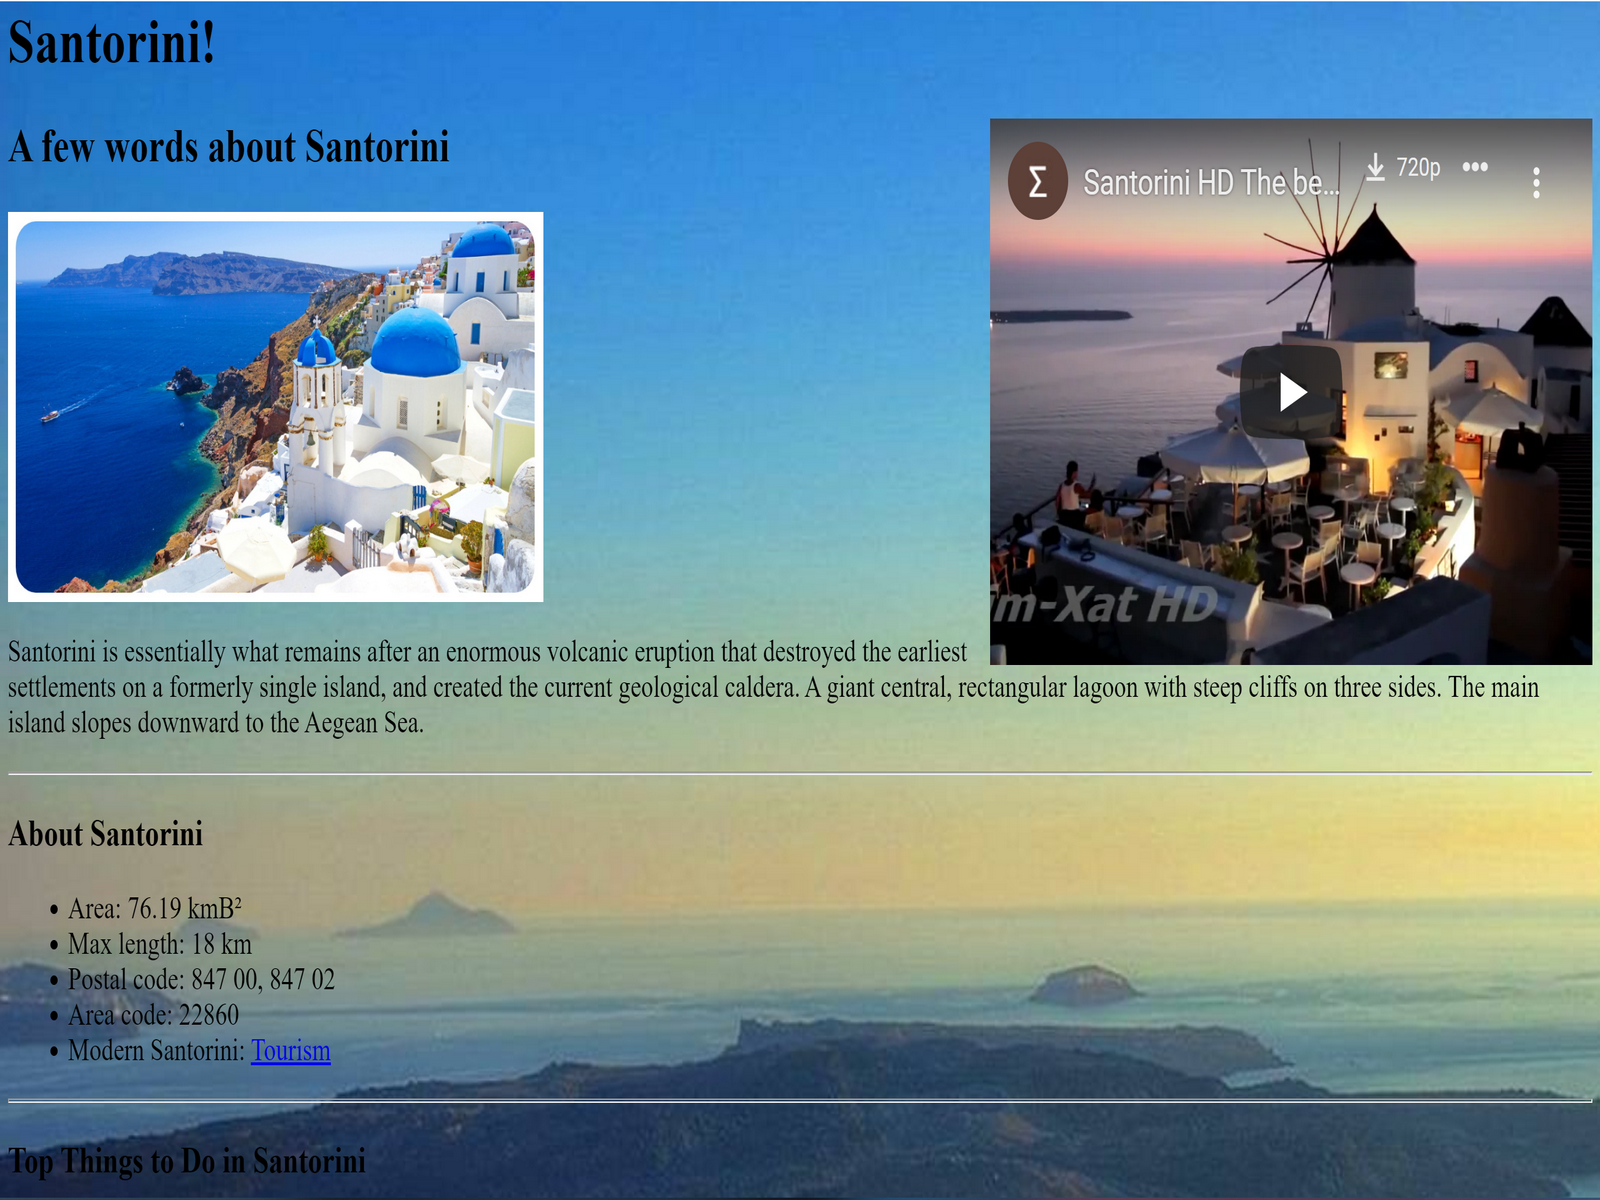 Santorini!
A few words about Santorini
Σ
Santorini HD The be...
720p
im-Xat HD
Santorini is essentially what remains after an enormous volcanic eruption that destroyed the earliest
settlements on a formerly single island, and created the current geological caldera. A giant central, rectangular lagoon with steep cliffs on three sides. The main
island slopes downward to the Aegean Sea.
About Santorini
• Area: 76.19 kmB²
• Max length: 18 km
• Postal code: 847 00, 847 02
• Area code: 22860
• Modern Santorini: Tourism
Top Things to Do in Santorini